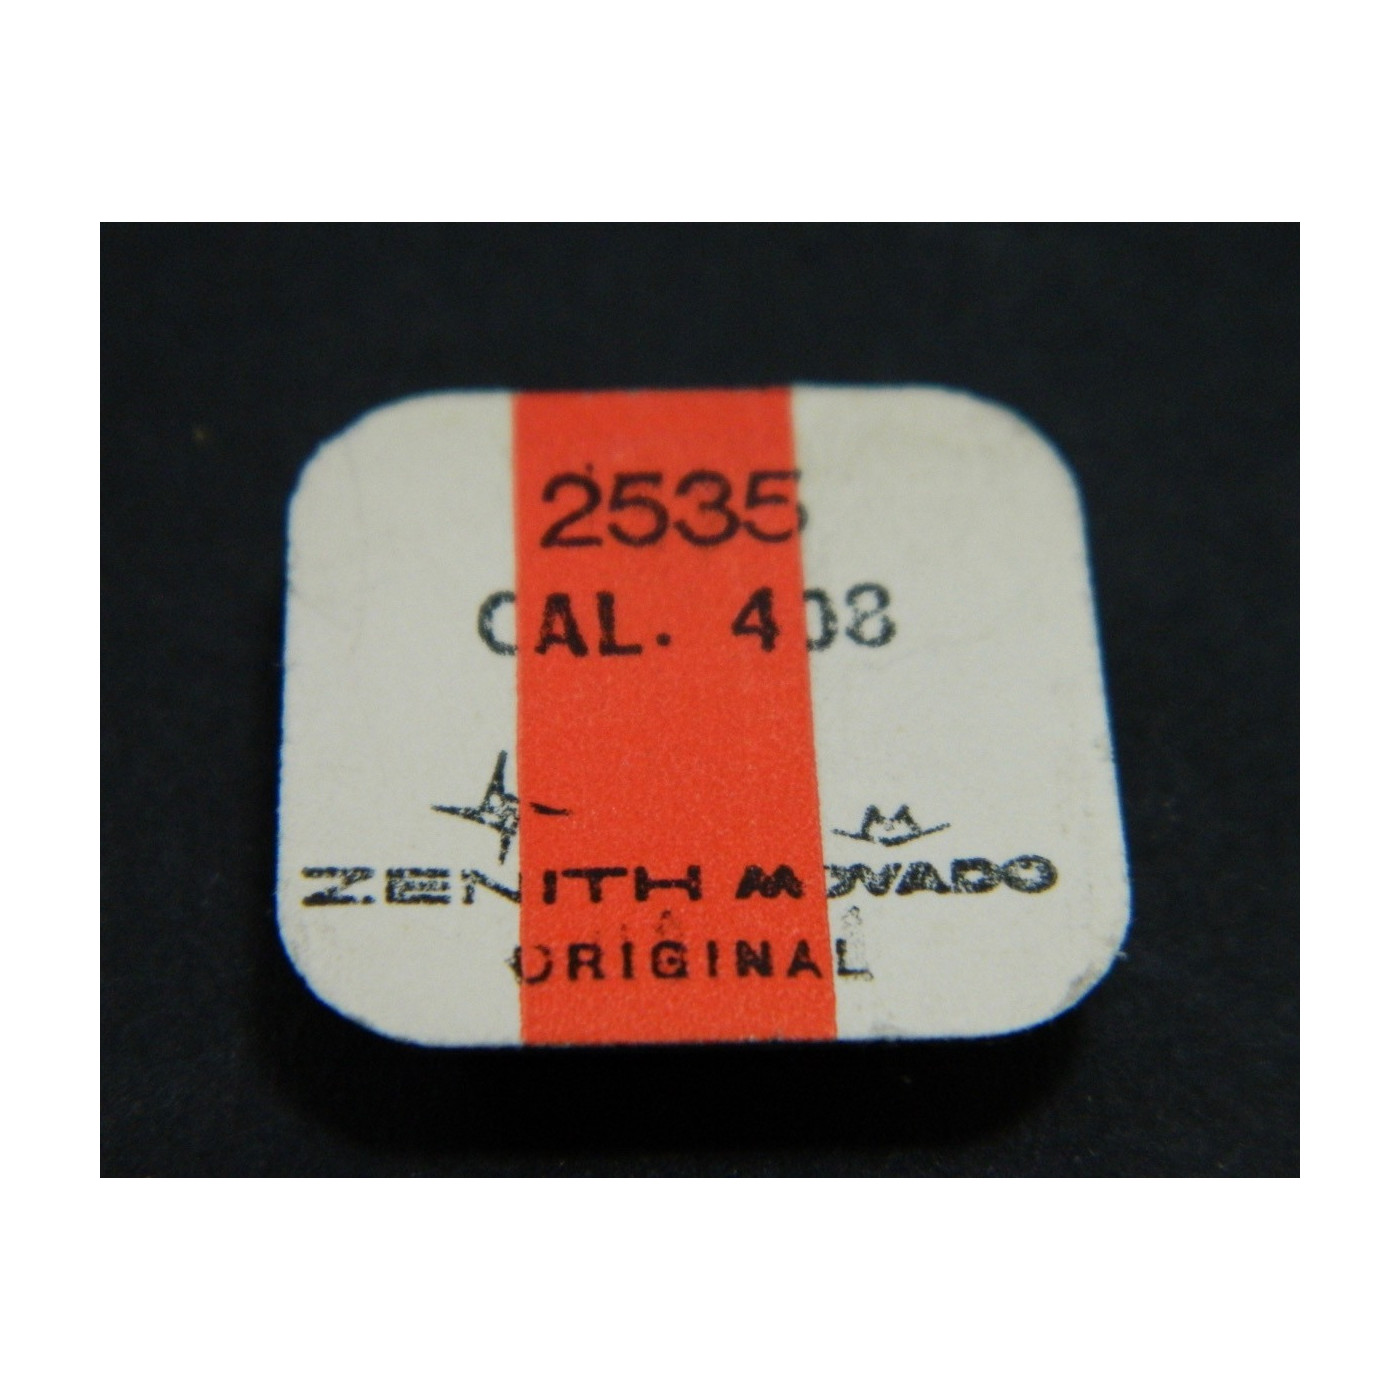 2535
CAL. 408
ZENITH MOVADO
ORIGINAL